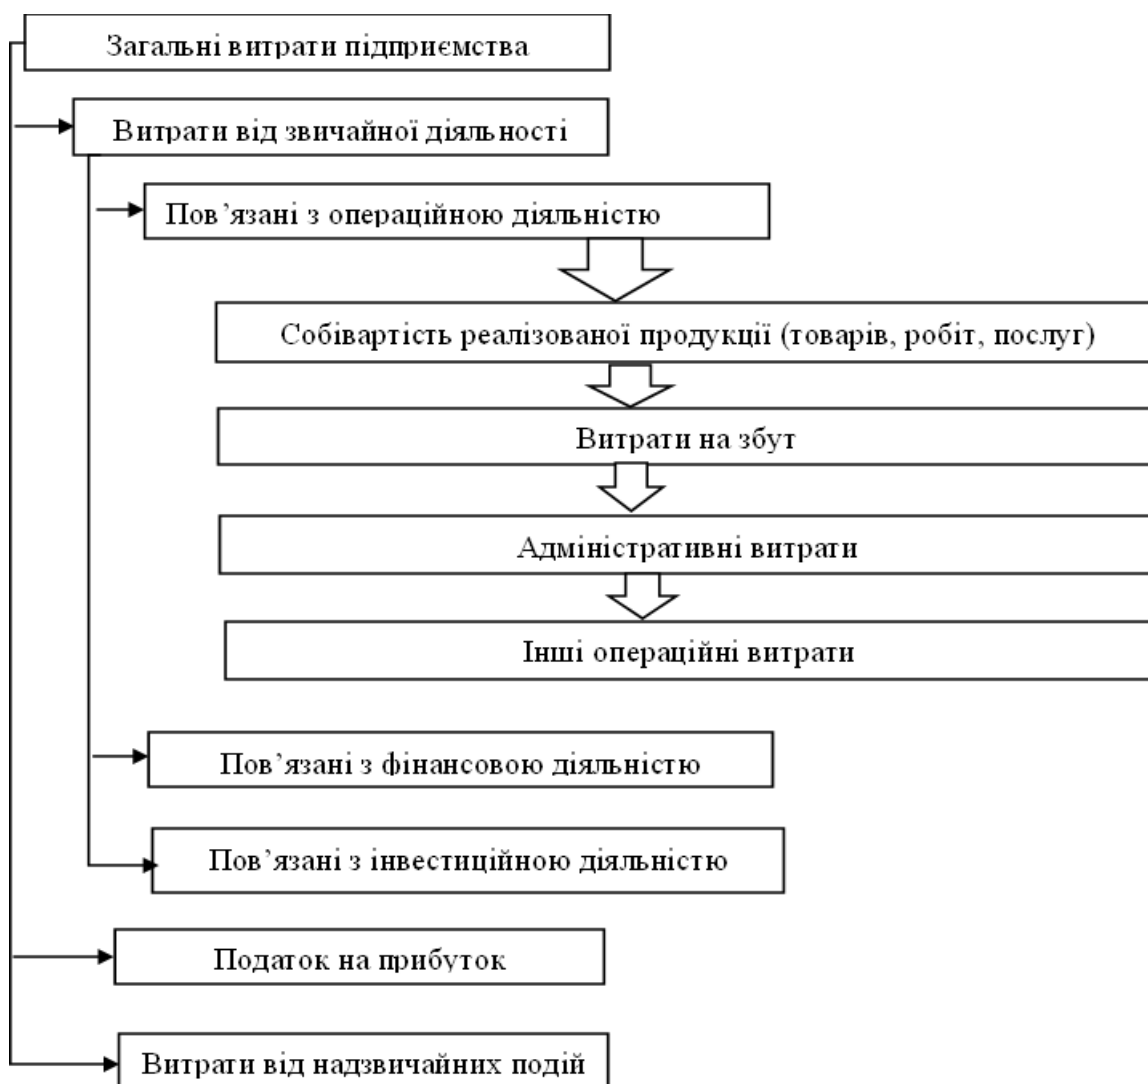 Загальні витрати підприємства
Витрати від звичайної діяльності
Пов’язані з операційною діяльністю
Собівартість реалізованої продукції (товарів, робіт, послуг)
Витрати на збут
Адміністративні витрати
Інші операційні витрати
Пов’язані з фінансовою діяльністю
Пов’язані з інвестиційною діяльністю
Податок на прибуток
Витрати від надзвичайних подій